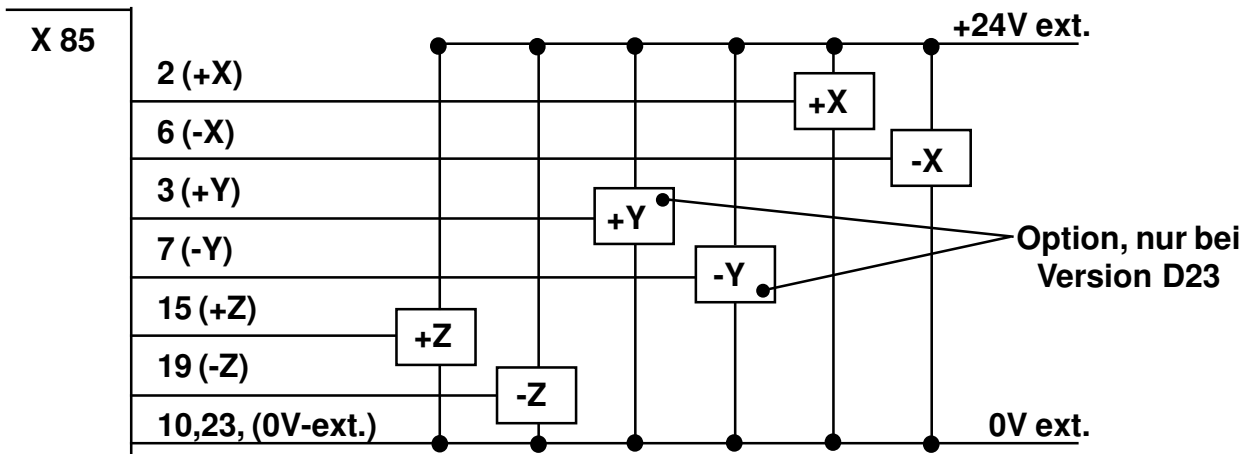 X 85
+24V ext.
2 (+X)
+X
6 (-X)
-X
3 (+Y)
+Y
7 (-Y)
-Y
Option, nur bei
Version D23
15 (+Z)
+Z
19 (-Z)
-Z
10,23, (0V-ext.)
0V ext.